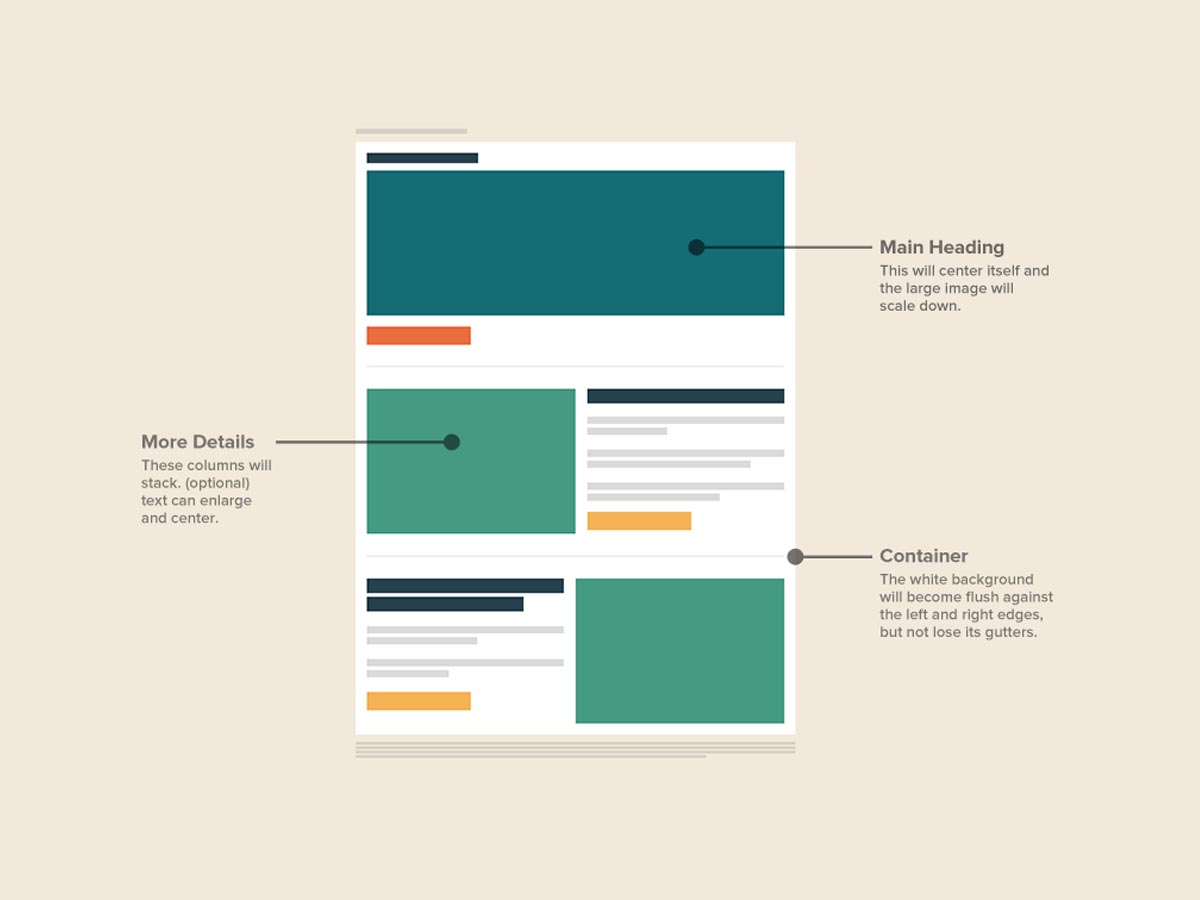 Main Heading
This will center itself and
the large image will
scale down.
More Details
These columns will
stack. (optional)
text can enlarge
and center.
Container
The white background
will become flush against
the left and right edges,
but not lose its gutters.